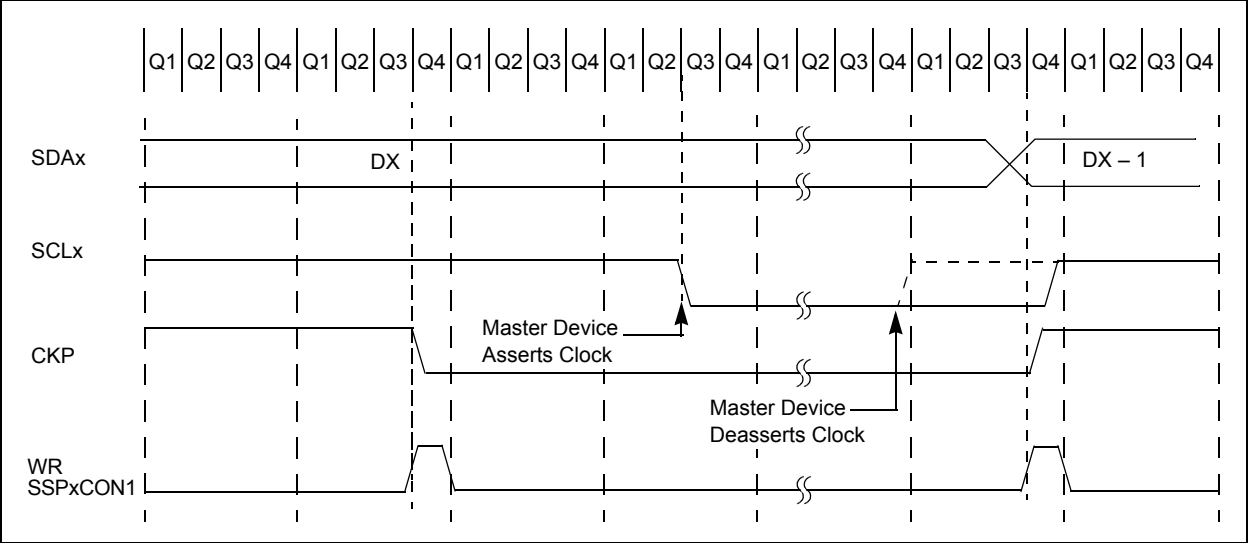 Q1 Q2 Q3 Q4 Q1 Q2 Q3 Q4 Q1 Q2 Q3 Q4 Q1 Q2 Q3 Q4 Q1 Q2 Q3 Q4 Q1 Q2 Q3 Q4 Q1 Q2 Q3 Q4
SDAx
DX
DX – 1
SCLx
Master Device
Asserts Clock
CKP
Master Device
Deasserts Clock
WR
SSPxCON1